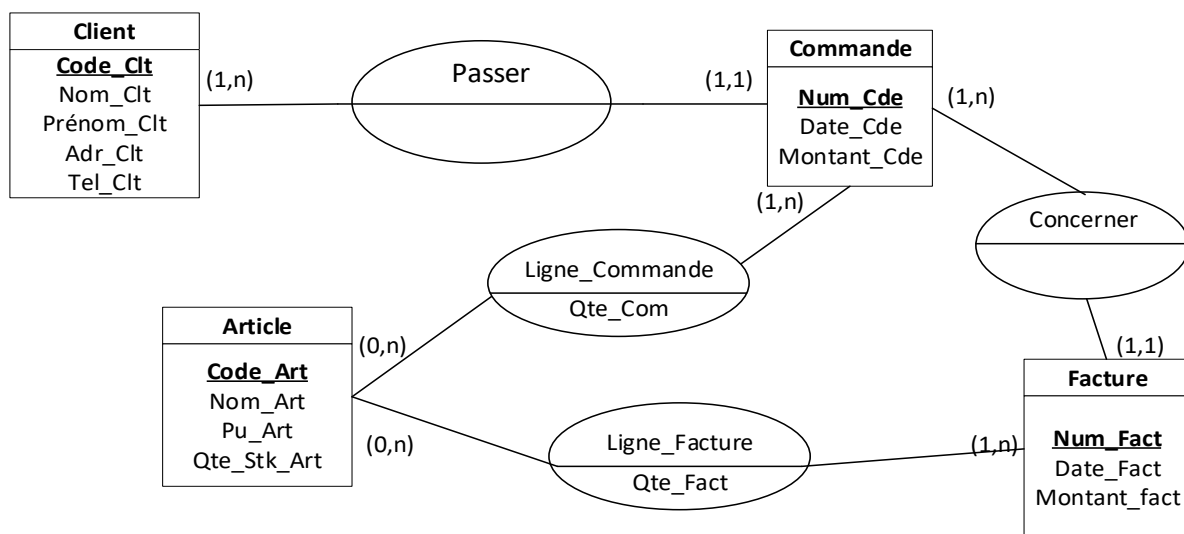 Client
Code_Clt
Nom_Clt
Prénom_Clt
Adr_Clt
Tel_Clt
(1,n)
Passer
(1,1)
Commande
Num_Cde
Date_Cde
Montant_Cde
(1,n)
(1,n)
Concerner
Ligne_Commande
Qte_Com
Article
Code_Art
Nom_Art
Pu_Art
Qte_Stk_Art
(0,n)
(0,n)
Ligne_Facture
Qte_Fact
(1,n)
(1,1)
Facture
Num_Fact
Date_Fact
Montant_fact